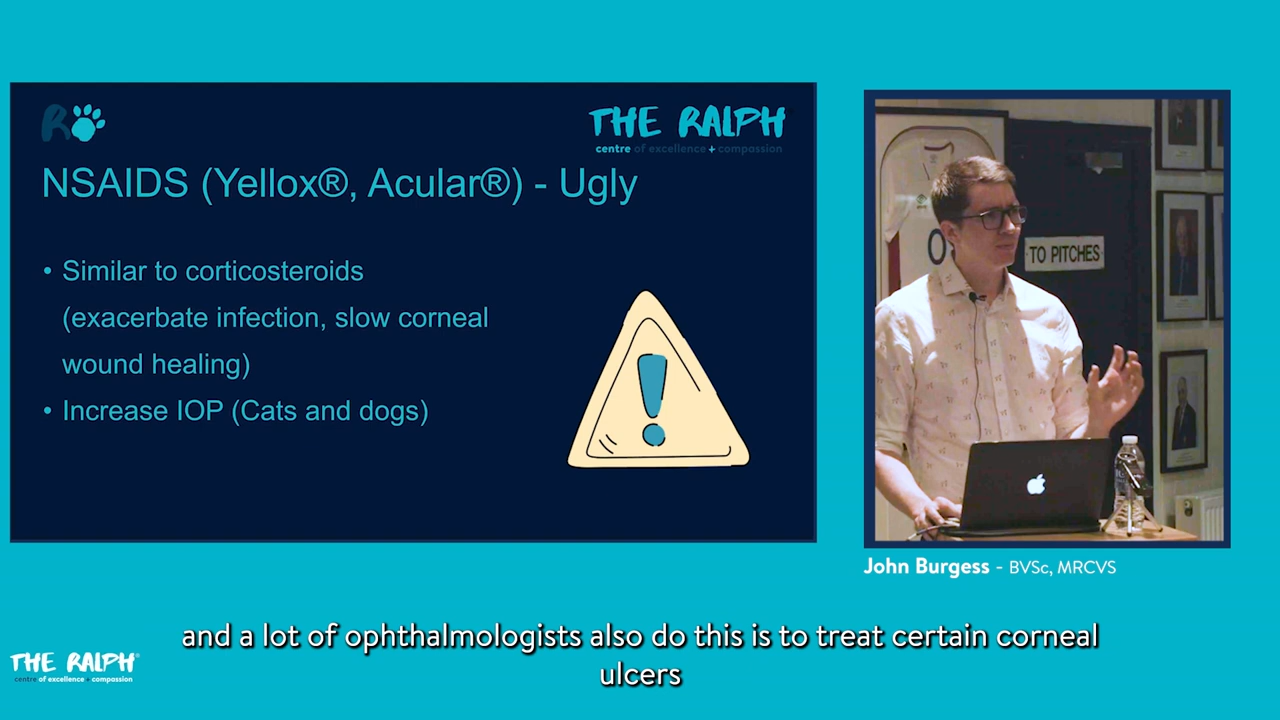 THE RALPH
centre of excellence + compassion
NSAIDS (Yellox®, Acular®) - Ugly
• Similar to corticosteroids
(exacerbate infection, slow corneal
wound healing)
• Increase IOP (Cats and dogs)
TO PITCHES
John Burgess - BVSc, MRCVS
and a lot of ophthalmologists also do this is to treat certain corneal
ulcers
THE RALPH®
centre of excellence + compassion